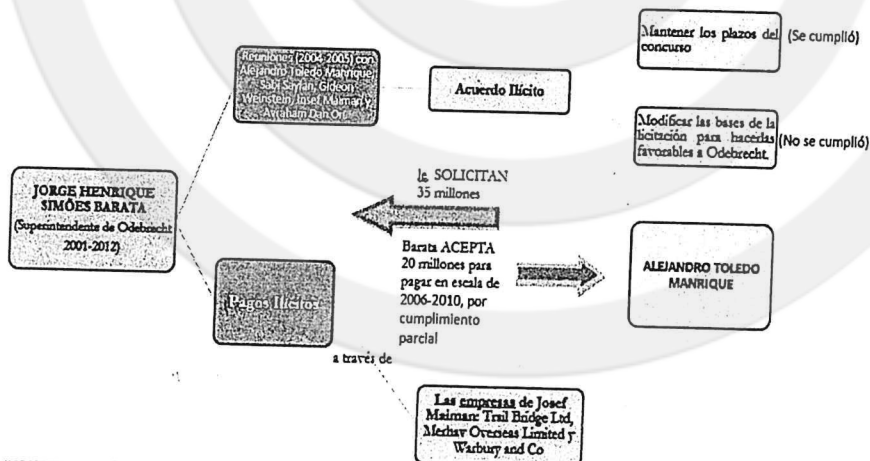 Mantener los plazos del
concurso
(Se cumplió)
Reuniones (2004-2005) con
Alejandro Toledo Manrique,
Sabi Saylan, Gideon
Weinstein, Josef Maiman y
Avraham Dan On
Acuerdo Ilícito
Modificar las bases de la
licitación para hacerlas
favorables a Odebrecht.
(No se cumplió)
le SOLICITAN
35 millones
JORGE HENRIQUE
SIMÕES BARATA
(Superintendente de Odebrecht
2001-2012)
Barata ACEPTA
20 millones para
pagar en escala de
2006-2010, por
cumplimiento
parcial
ALEJANDRO TOLEDO
MANRIQUE
Pagos Ilícitos
a través de
Las empresas de Josef
Maiman: Trail Bridge Ltd,
Merhav Overseas Limited y
Warbury and Co